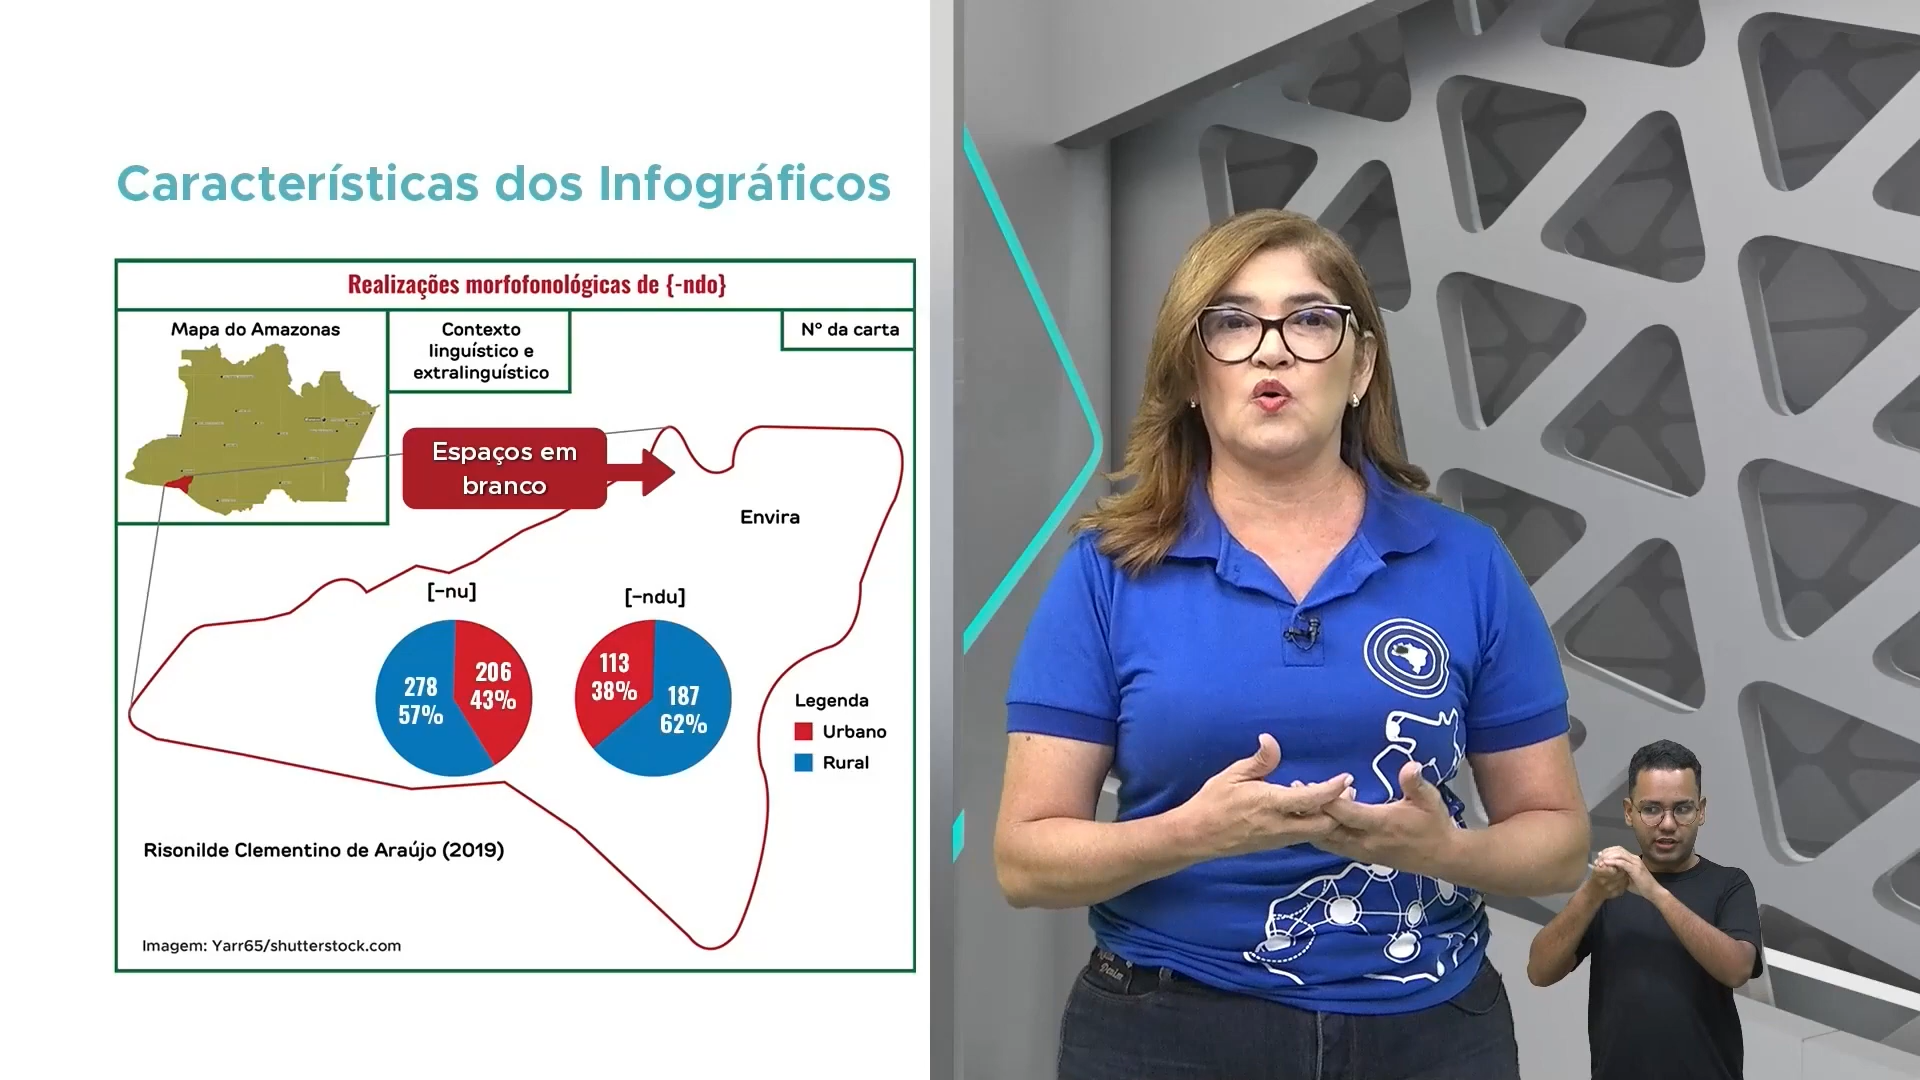 Características dos Infográficos
Realizações morfofonológicas de {-ndo}
Mapa do Amazonas
Contexto
linguístico e
extralinguístico
N° da carta
Espaços em
branco
Envira
[-nu]
[-ndu]
278
57%
206
43%
113
38%
187
62%
Legenda
Urbano
Rural
Risonilde Clementino de Araújo (2019)
Imagem: Yarr65/shutterstock.com